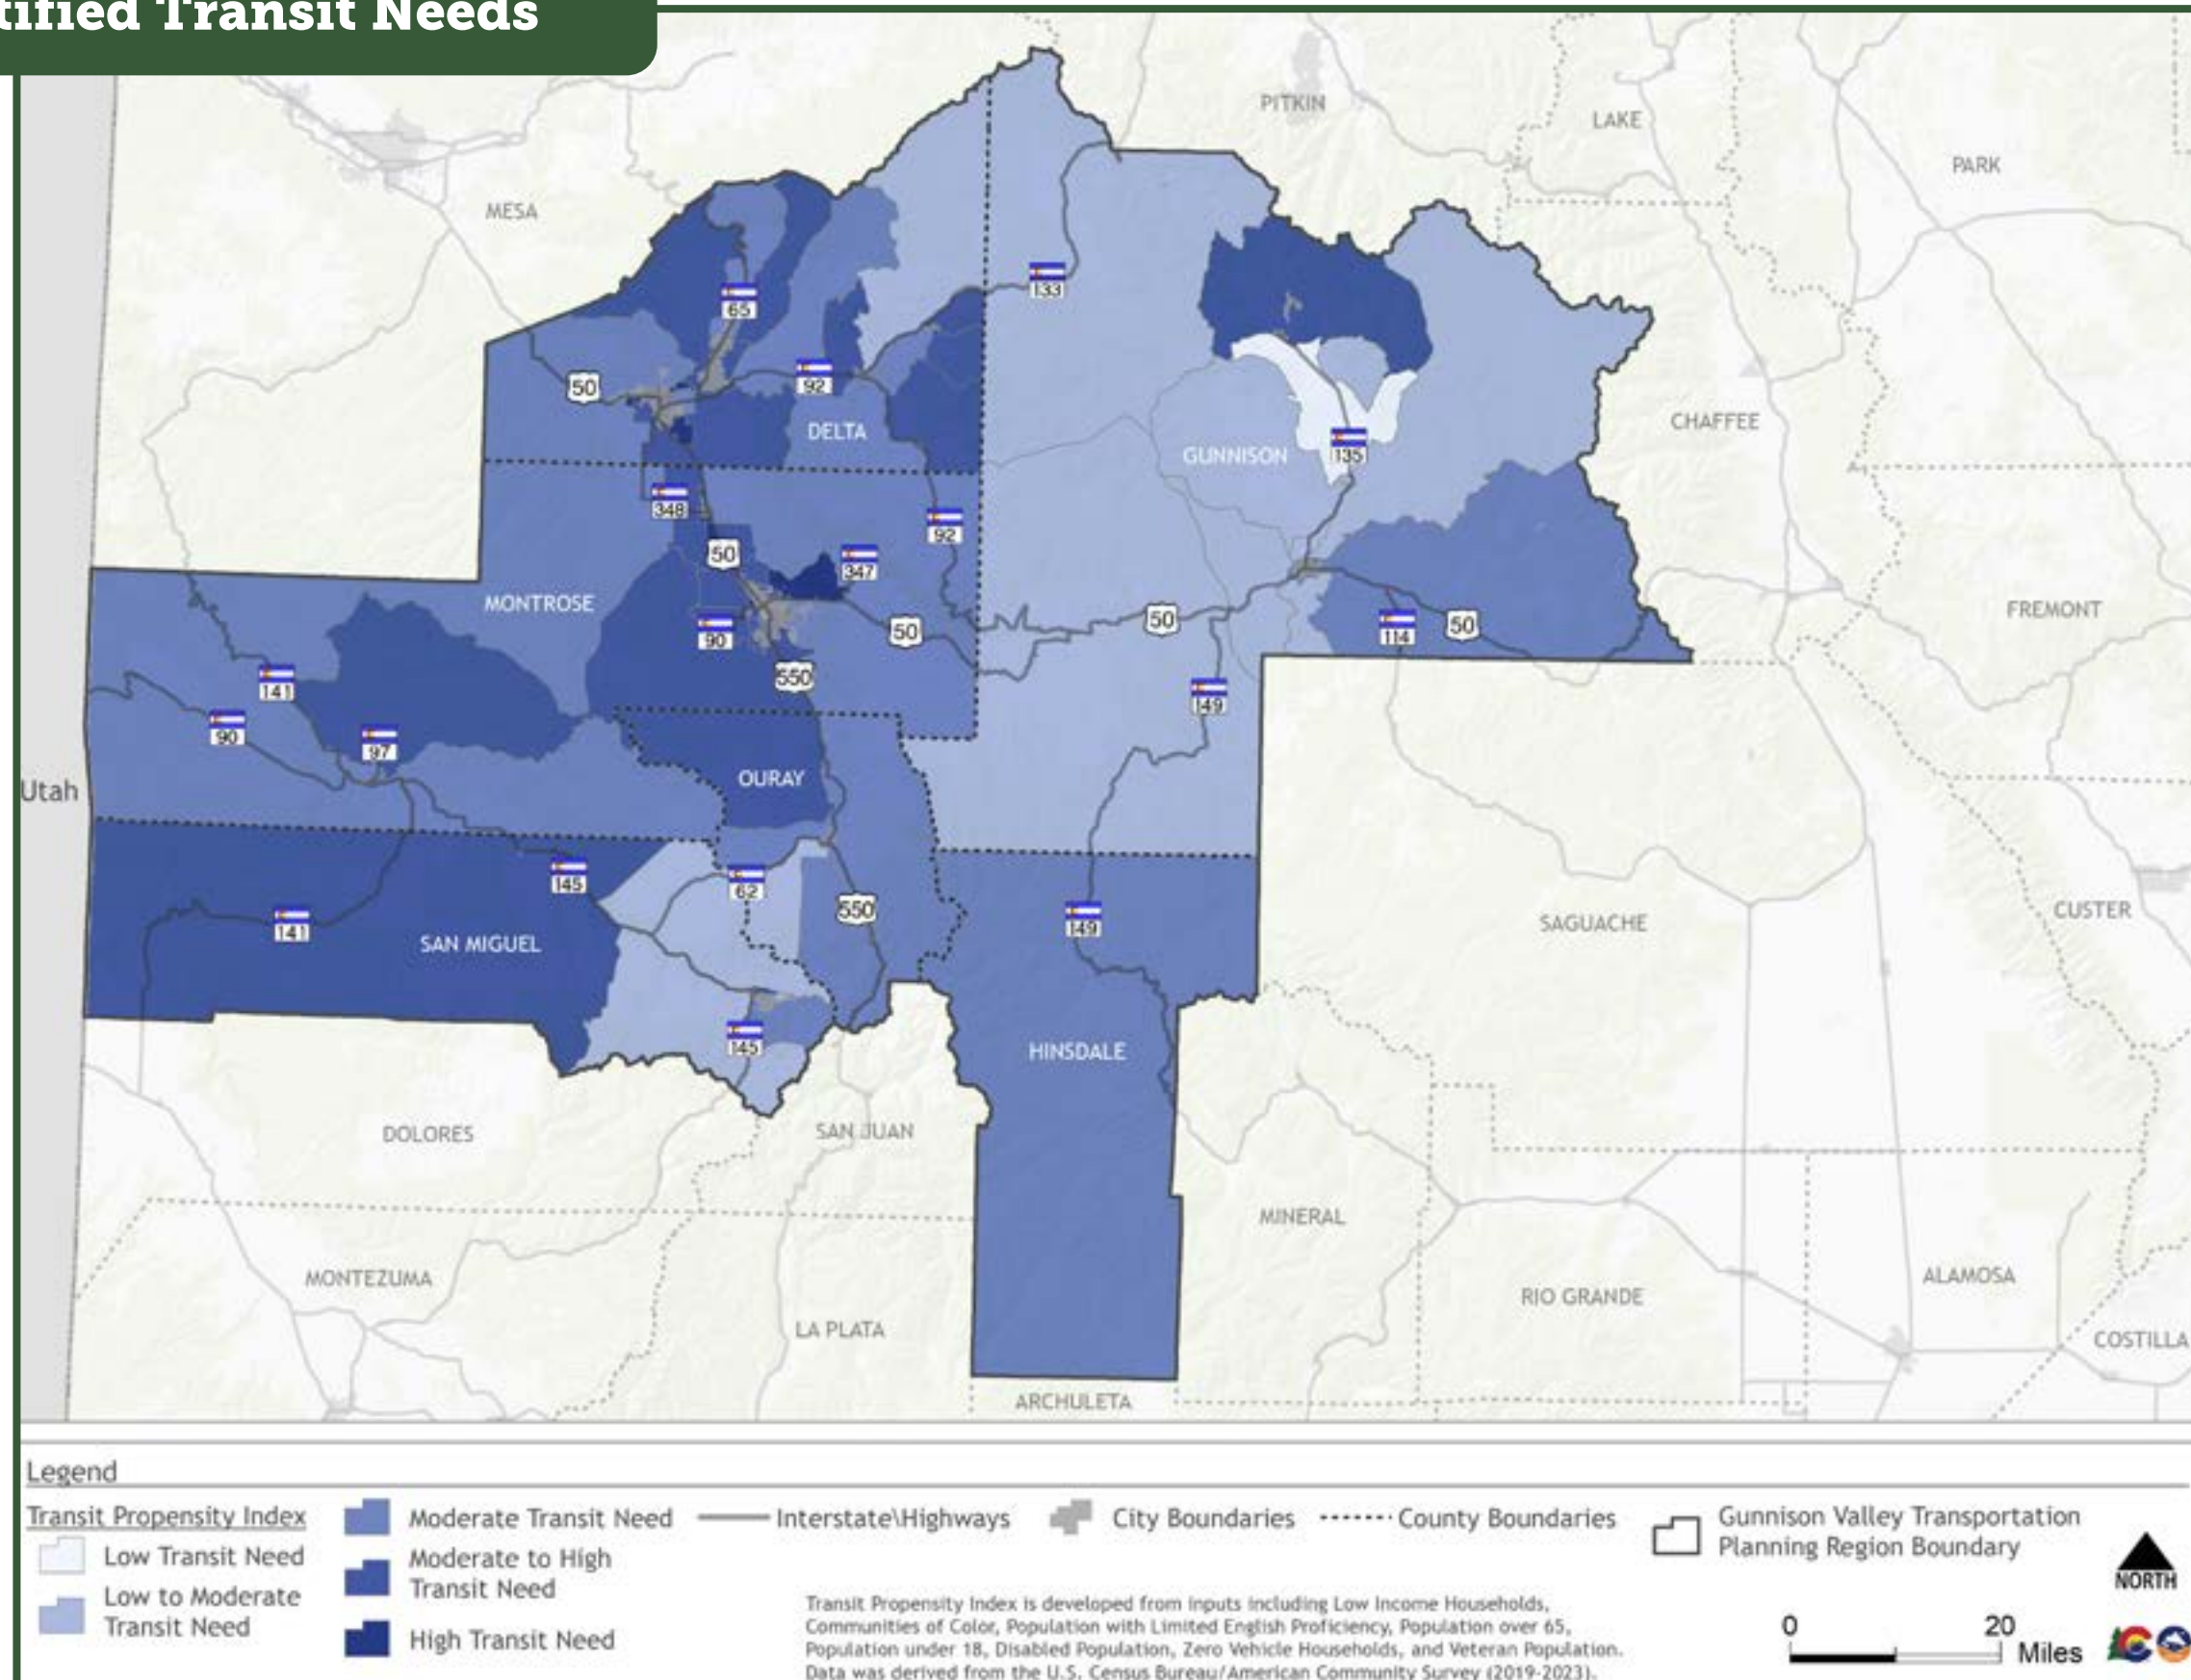 tified Transit Needs
PITKIN
LAKE
PARK
MESA
133
65
50
92
CHAFFEE
DELTA
GUNNISON
135
348
92
50
347
MONTROSE
FREMONT
90
50
50
114
50
550
141
149
90
97
Utah
OURAY
145
62
550
149
141
SAN MIGUEL
SAGUACHE
CUSTER
145
HINSDALE
DOLORES
SAN JUAN
MINERAL
MONTEZUMA
ALAMOSA
RIO GRANDE
LA PLATA
COSTILLA
ARCHULETA
Legend
Transit Propensity Index
Low Transit Need
Low to Moderate
Transit Need
Moderate Transit Need
Moderate to High
Transit Need
High Transit Need
Interstate\Highways
City Boundaries
County Boundaries
Gunnison Valley Transportation
Planning Region Boundary
NORTH
Transit Propensity Index is developed from inputs including Low Income Households,
Communities of Color, Population with Limited English Proficiency, Population over 65,
Population under 18, Disabled Population, Zero Vehicle Households, and Veteran Population.
Data was derived from the U.S. Census Bureau/American Community Survey (2019-2023).
0 20
Miles